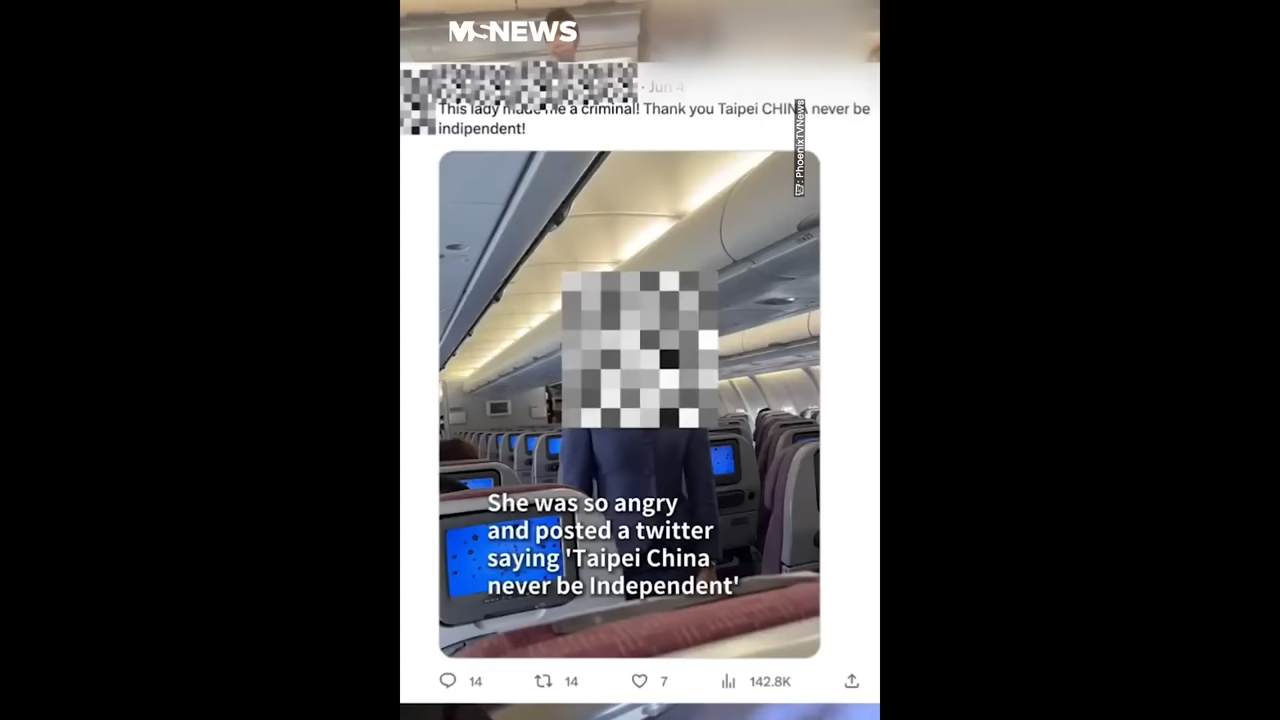 MSNEWS
· Jun 4
This lady made me a criminal! Thank you Taipei CHINA never be
indipendent!
: PhoenixTVNews
She was so angry
and posted a twitter
saying 'Taipei China
never be Independent'
14
14
7
142.8K